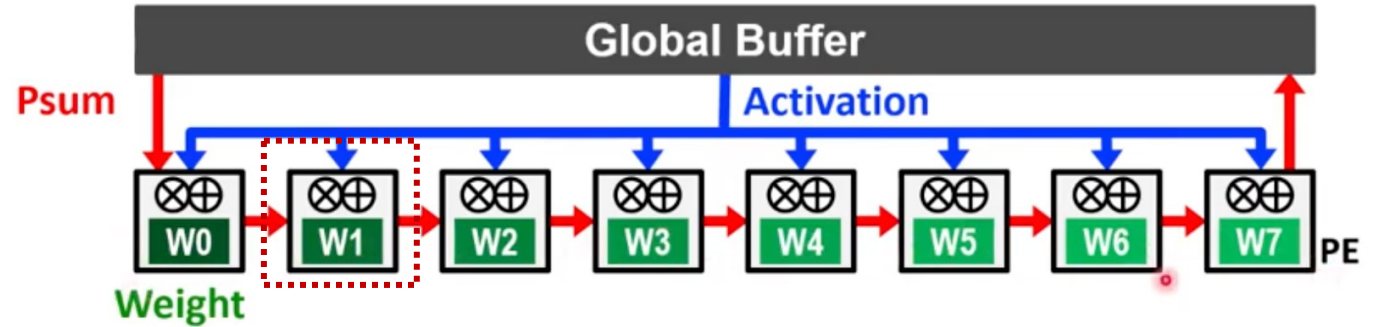 Global Buffer
Psum
Activation
W0 W1 W2 W3 W4 W5 W6 W7
PE
Weight